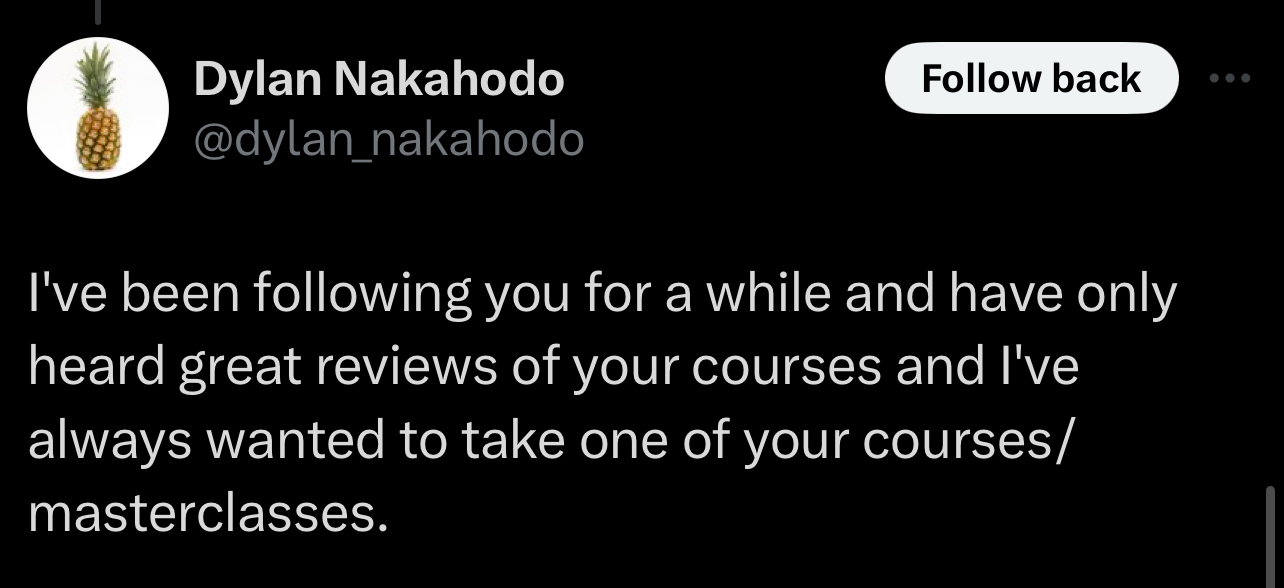 Dylan Nakahodo
Follow back
@dylan_nakahodo
I've been following you for a while and have only
heard great reviews of your courses and I've
always wanted to take one of your courses/
masterclasses.